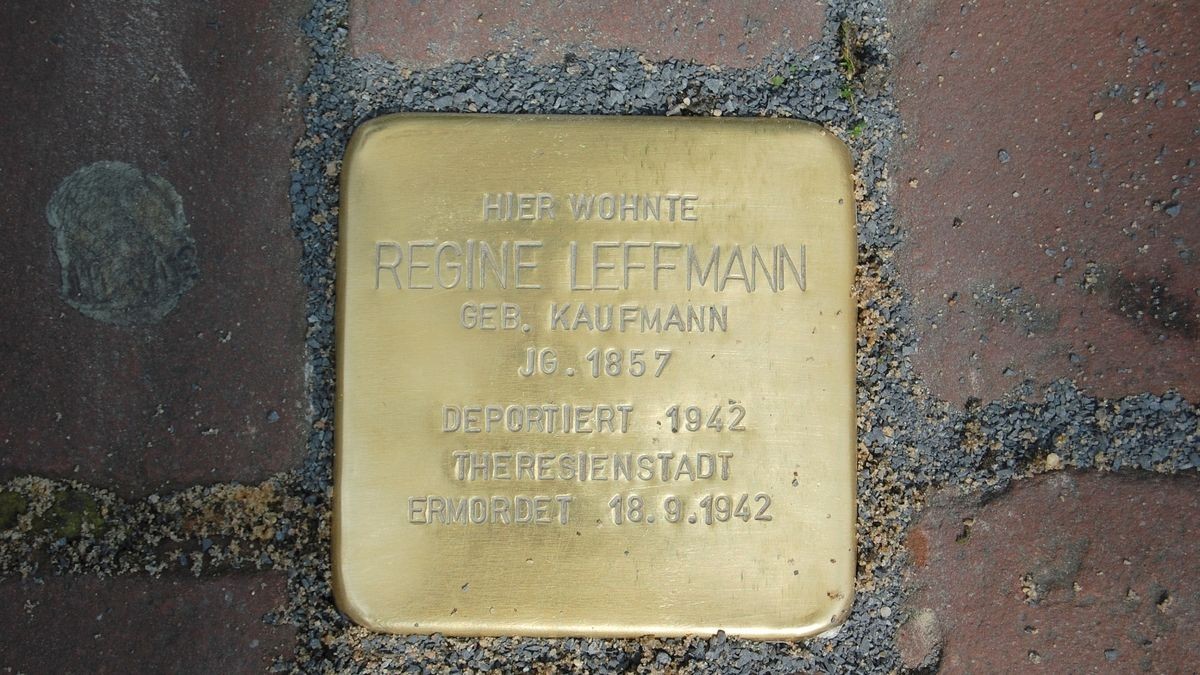 HIER WOHNTE
REGINE LEFFMANN
GEB. KAUFMANN
JG. 1857
DEPORTIERT 1942
THERESIENSTADT
ERMORDET 18.9.1942